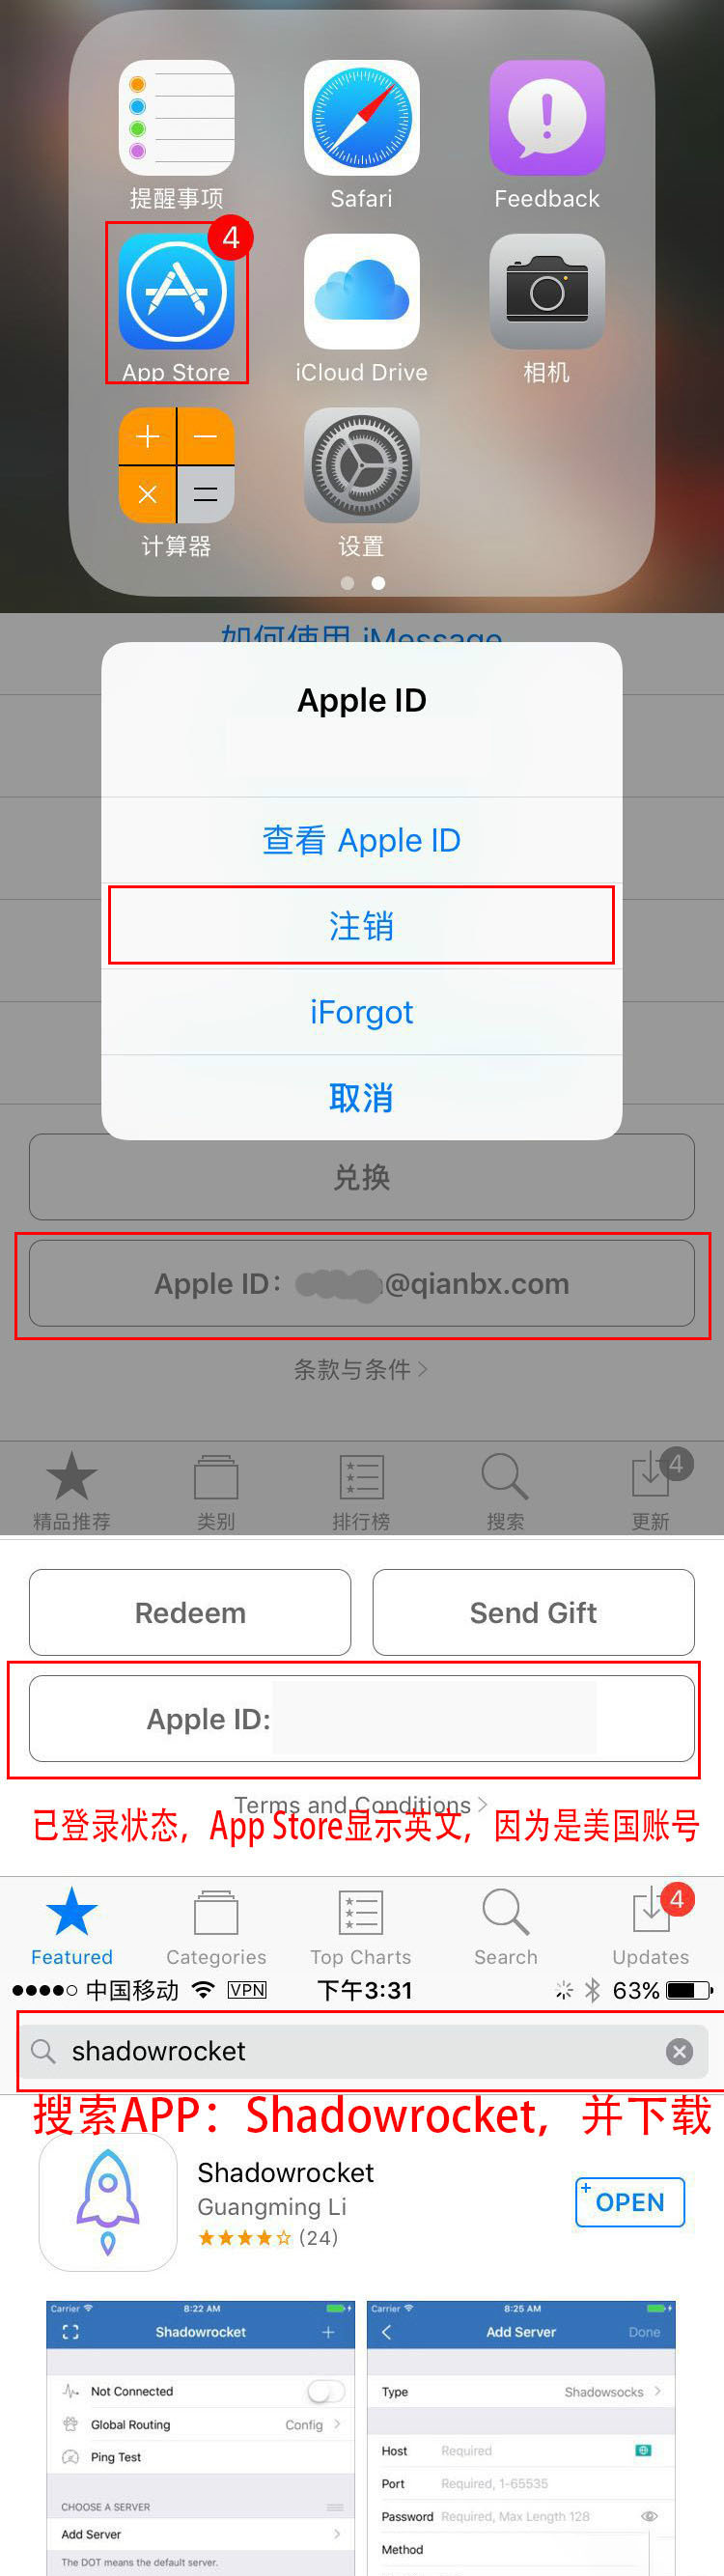 提醒事项
Safari
Feedback
4
App Store
iCloud Drive
相机
计算器
设置
如何使用 iMessage
Apple ID
查看 Apple ID
注销
iForgot
取消
兑换
Apple ID：
@qianbx.com
条款与条件 >
精品推荐
类别
排行榜
搜索
4
更新
Redeem
Send Gift
Apple ID:
Terms and Conditions >
已登录状态，App Store显示英文，因为是美国账号
Featured
Categories
Top Charts
Search
4
Updates
中国移动
VPN
下午3:31
63%
shadowrocket
搜索APP：Shadowrocket，并下载
Shadowrocket
Guangming Li
★★★★☆ (24)
+ OPEN
Carrier
8:22 AM
Shadowrocket
+
Not Connected
Global Routing
Config >
Ping Test
CHOOSE A SERVER
Add Server
>
The DOT means the default server.
Carrier
8:25 AM
<
Add Server
Done
Type
Shadowsocks >
Host
Required
Port
Required, 1-65535
Password
Required, Max Length 128
Method